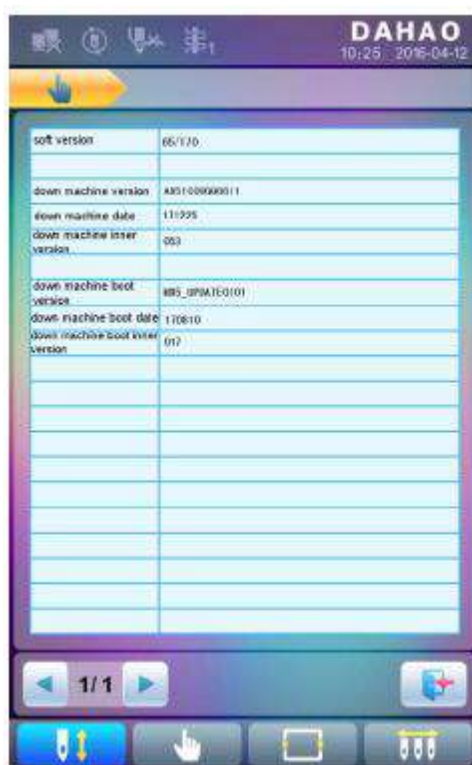 DAHAO
10:25 2016-04-12
soft version 65/170
down machine version
down machine date 171225
down machine inner
version 053
down machine boot
version
down machine boot date 170810
down machine boot inner
version 017
1/1